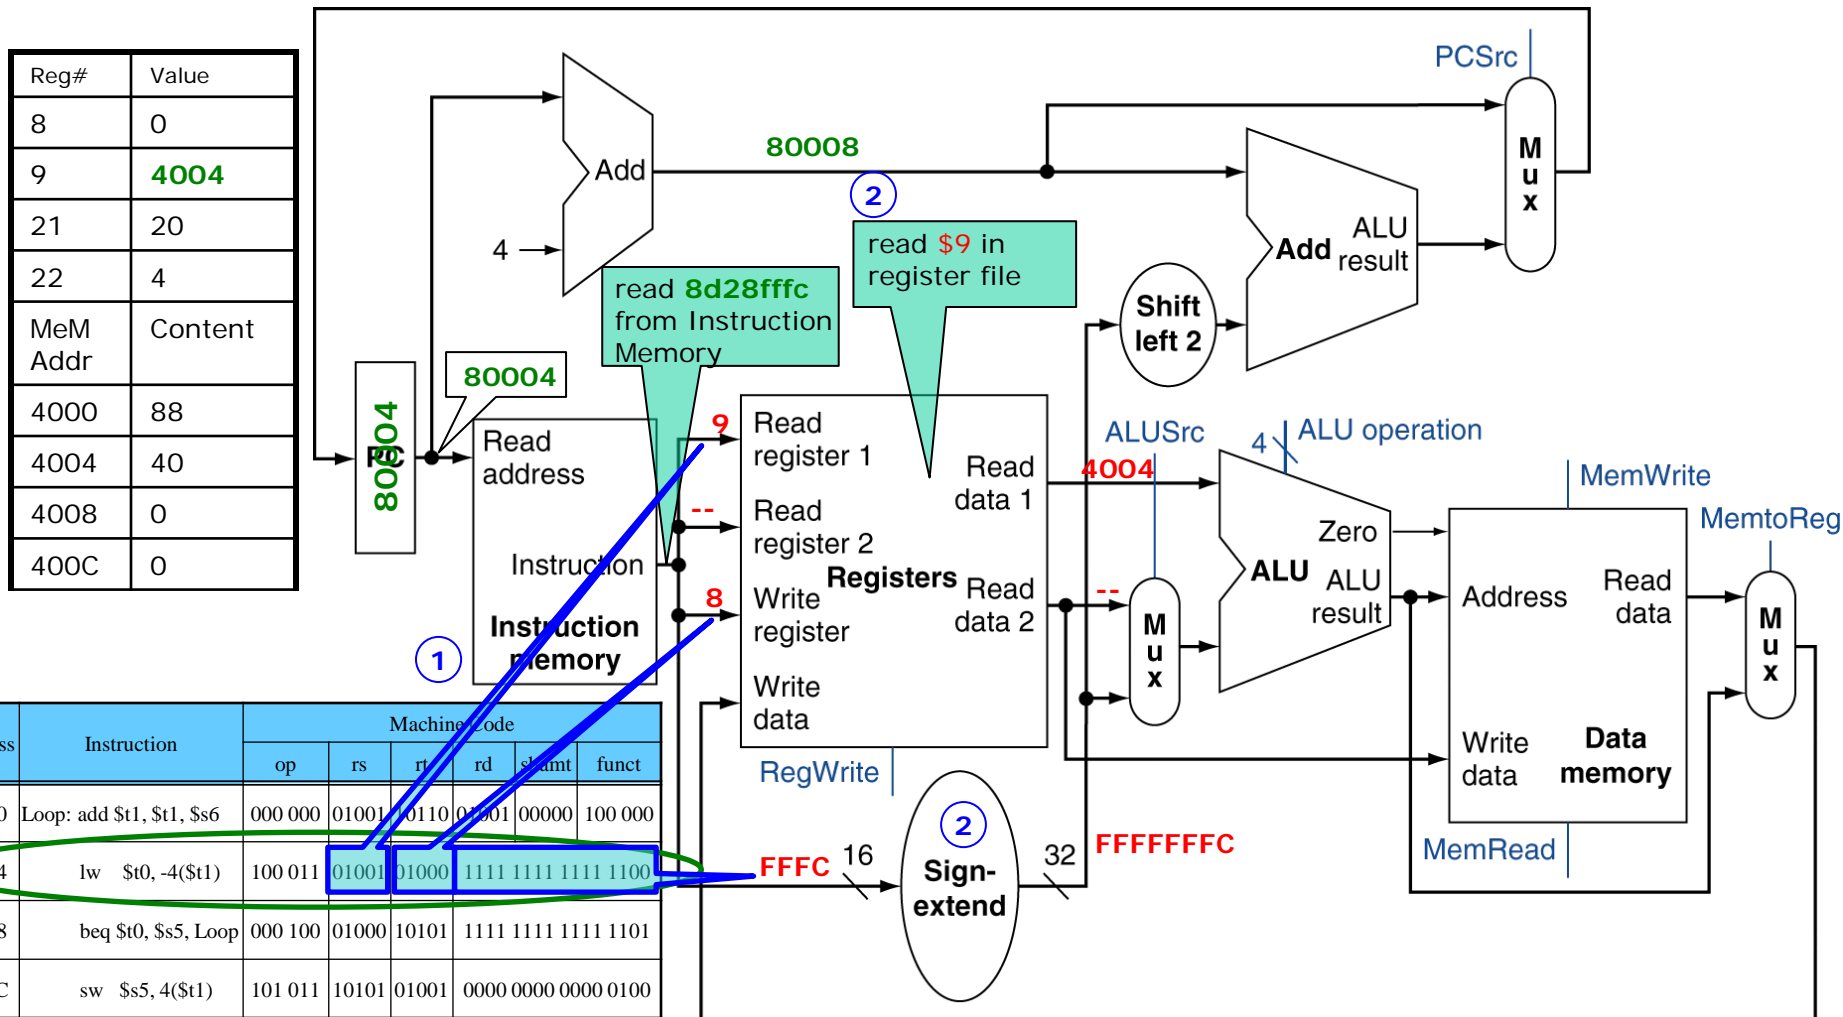 Reg# Value
8 0
9 4004
21 20
22 4
MeM Content
Addr
4000 88
4004 40
4008 0
400C 0
PCSrc
M
u
x
Add
4
80008
2
read $9 in
register file
read 8d28fffc
from Instruction
Memory
Add
ALU
result
Shift
left 2
80004
PC
80004
Read
address
Instruction
Instruction
memory
1
9
--
8
Read
register 1
Read
register 2
Write
register
Write
data
Registers
Read
data 1
Read
data 2
RegWrite
4004
--
ALUSrc
M
u
x
4
ALU operation
Zero
ALU
ALU
result
MemWrite
Address
Read
data
Write
data
Data
memory
MemRead
MemtoReg
M
u
x
FFFC
16
2
Sign-
extend
32
FFFFFFFC
ss Instruction Machine Code
op rs rt rd shamt funct
0 Loop: add $t1, $t1, $s6 000 000 01001 10110 01001 00000 100 000
4 lw $t0, -4($t1) 100 011 01001 01000 1111 1111 1111 1100
8 beq $t0, $s5, Loop 000 100 01000 10101 1111 1111 1111 1101
C sw $s5, 4($t1) 101 011 10101 01001 0000 0000 0000 0100